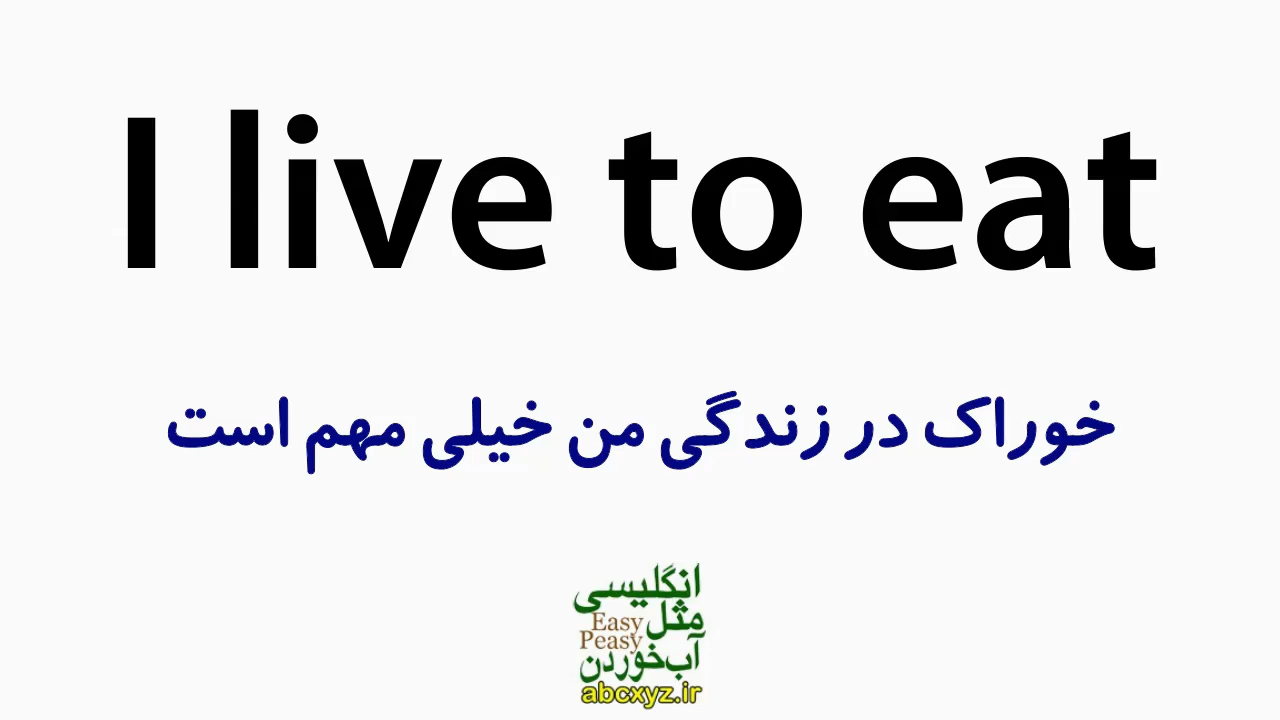 I live to eat
خوراک در زندگی من خیلی مهم است
انگلیسی
مثل
Easy
Peasy
آب‌خوردن
abcxyz.ir